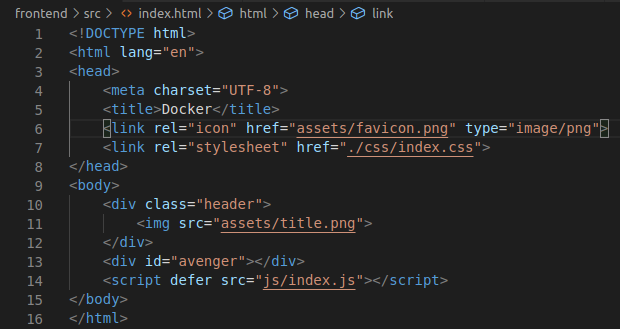 frontend > src > <> index.html > html > head > link
1 <!DOCTYPE html>
2 <html lang="en">
3 <head>
4     <meta charset="UTF-8">
5     <title>Docker</title>
6     <link rel="icon" href="assets/favicon.png" type="image/png">
7     <link rel="stylesheet" href="./css/index.css">
8 </head>
9 <body>
10     <div class="header">
11         <img src="assets/title.png">
12     </div>
13     <div id="avenger"></div>
14     <script defer src="js/index.js"></script>
15 </body>
16 </html>